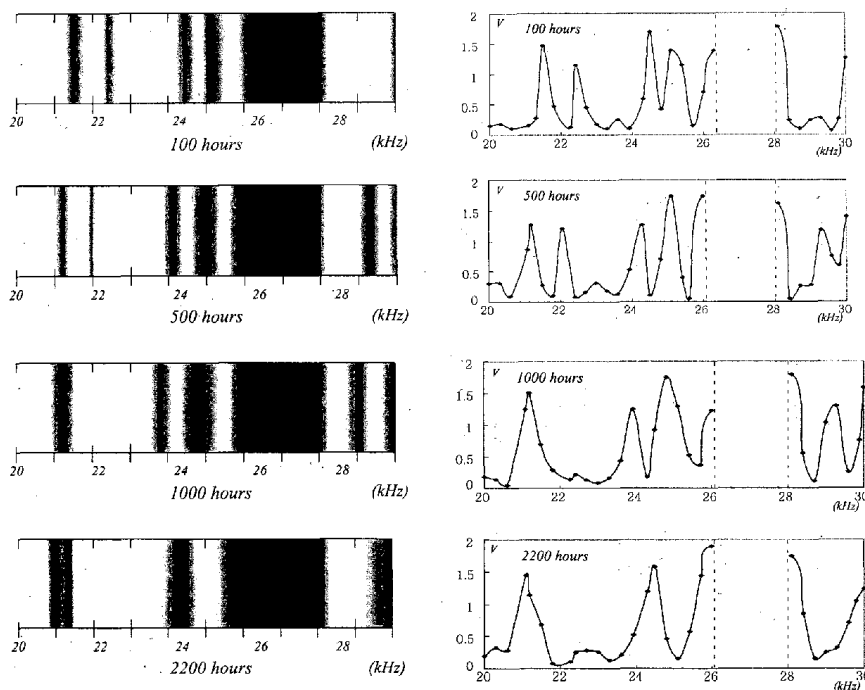 20 22 24 26 28
100 hours (kHz)
V 100 hours
2
1.5
1
0.5
0
20 22 24 26 28 30
(kHz)
20 22 24 26 28
500 hours (kHz)
V 500 hours
2
1.5
1
0.5
0
20 22 24 26 28 30
(kHz)
20 22 24 26 28
1000 hours (kHz)
V 1000 hours
2
1.5
1
0.5
0
20 22 24 26 28 30
(kHz)
20 22 24 26 28
2200 hours (kHz)
V 2200 hours
2
1.5
1
0.5
0
20 22 24 26 28 30
(kHz)